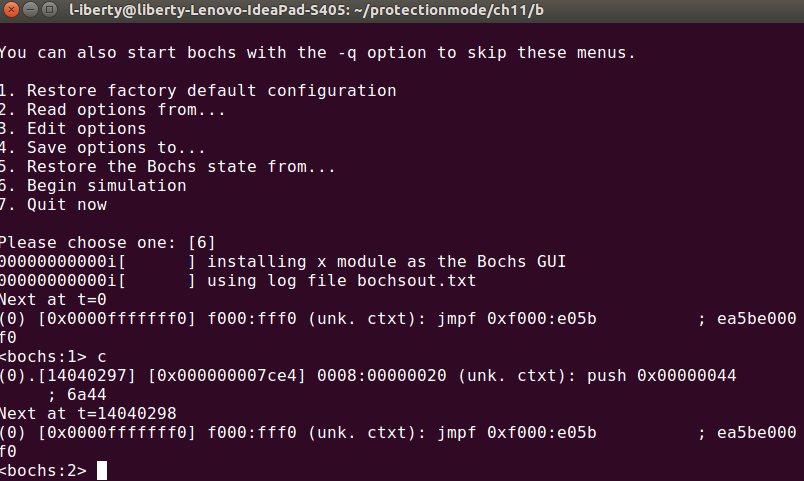 l-iberty@liberty-Lenovo-IdeaPad-S405: ~/protectionmode/ch11/b
You can also start bochs with the -q option to skip these menus.
1. Restore factory default configuration
2. Read options from...
3. Edit options
4. Save options to...
5. Restore the Bochs state from...
6. Begin simulation
7. Quit now
Please choose one: [6]
00000000000i[      ] installing x module as the Bochs GUI
00000000000i[      ] using log file bochsout.txt
Next at t=0
(0) [0x0000fffffff0] f000:fff0 (unk. ctxt): jmpf 0xf000:e05b          ; ea5be000
f0
<bochs:1> c
(0).[14040297] [0x000000007ce4] 0008:00000020 (unk. ctxt): push 0x00000044
; 6a44
Next at t=14040298
(0) [0x0000fffffff0] f000:fff0 (unk. ctxt): jmpf 0xf000:e05b          ; ea5be000
f0
<bochs:2>